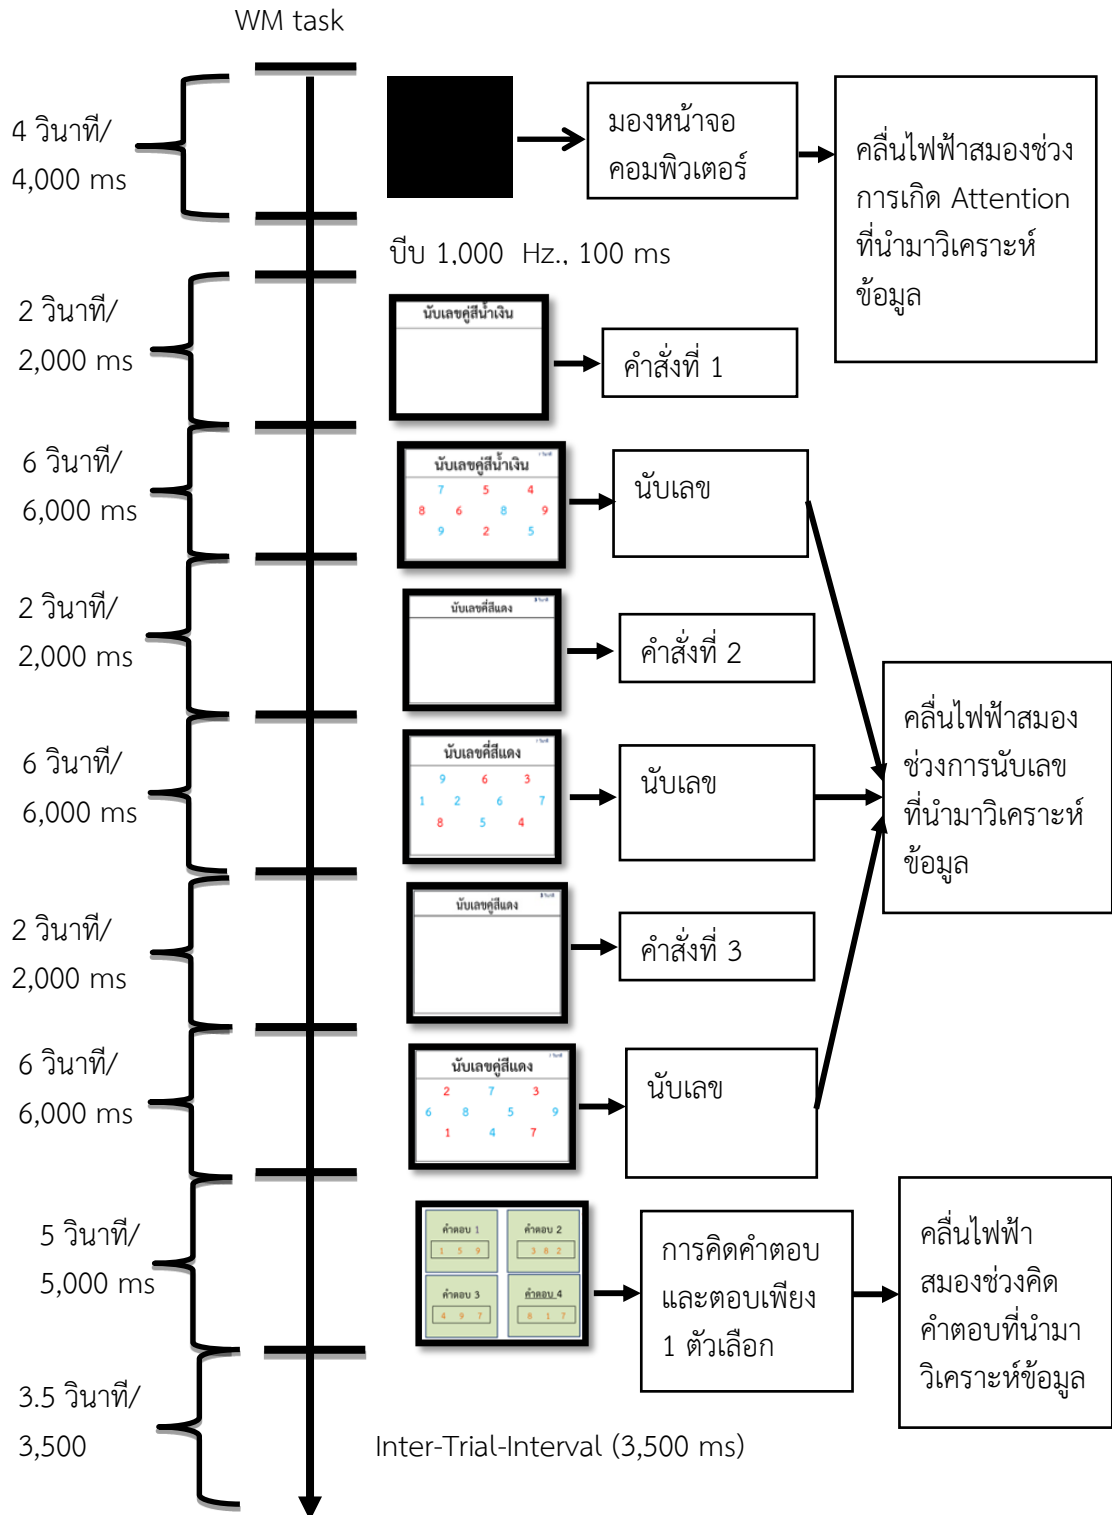 WM task
4 วินาที/
4,000 ms
มองหน้าจอ
คอมพิวเตอร์
คลื่นไฟฟ้าสมองช่วง
การเกิด Attention
ที่นำมาวิเคราะห์
ข้อมูล
บีบ 1,000 Hz., 100 ms
2 วินาที/
2,000 ms
นับเลขคู่สีน้ำเงิน
คำสั่งที่ 1
6 วินาที/
6,000 ms
นับเลขคู่สีน้ำเงิน
7 5 4
8 6 8 9
9 2 5
นับเลข
2 วินาที/
2,000 ms
นับเลขคี่สีแดง
คำสั่งที่ 2
6 วินาที/
6,000 ms
นับเลขคี่สีแดง
9 6 3
1 2 6 7
8 5 4
นับเลข
คลื่นไฟฟ้าสมอง
ช่วงการนับเลข
ที่นำมาวิเคราะห์
ข้อมูล
2 วินาที/
2,000 ms
นับเลขคู่สีแดง
คำสั่งที่ 3
6 วินาที/
6,000 ms
นับเลขคู่สีแดง
2 7 3
6 8 5 9
1 4 7
นับเลข
5 วินาที/
5,000 ms
คำตอบ 1
1 5 9
คำตอบ 2
3 8 2
คำตอบ 3
4 9 7
คำตอบ 4
1 7
การคิดคำตอบ
และตอบเพียง
1 ตัวเลือก
คลื่นไฟฟ้า
สมองช่วงคิด
คำตอบที่นำมา
วิเคราะห์ข้อมูล
3.5 วินาที/
3,500
Inter-Trial-Interval (3,500 ms)